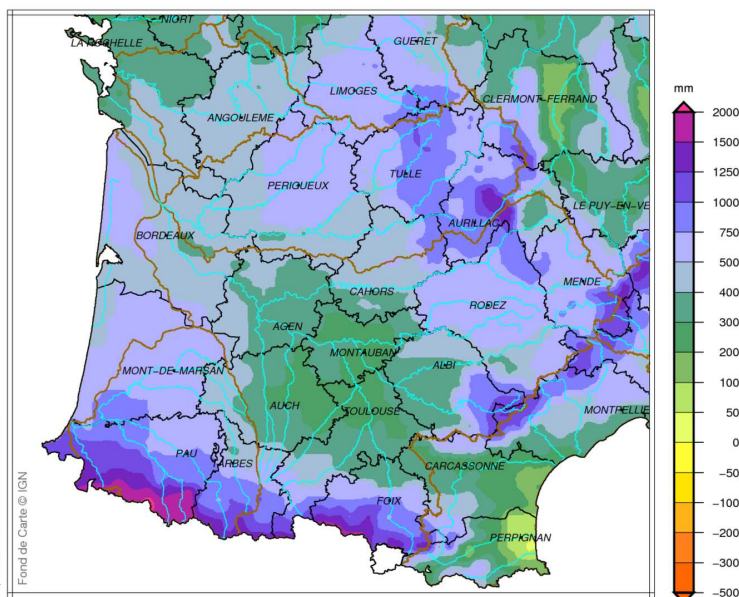 NIORT
LA ROCHELLE
GUERET
LIMOGES
CLERMONT-FERRAND
ANGOULEME
PERIGUEUX
TULLE
AURILLAC
LE PUY-EN-VE
BORDEAUX
CAHORS
RODEZ
MENDE
AGEN
MONTAUBAN
ALBI
MONT-DE-MARSAN
AUCH
TOULOUSE
MONTPELLIE
PAU
TARBES
CARCASSONNE
FOIX
PERPIGNAN
Fond de Carte © IGN
mm
2000
1500
1250
1000
750
500
400
300
200
100
50
0
-50
-100
-200
-300
-500